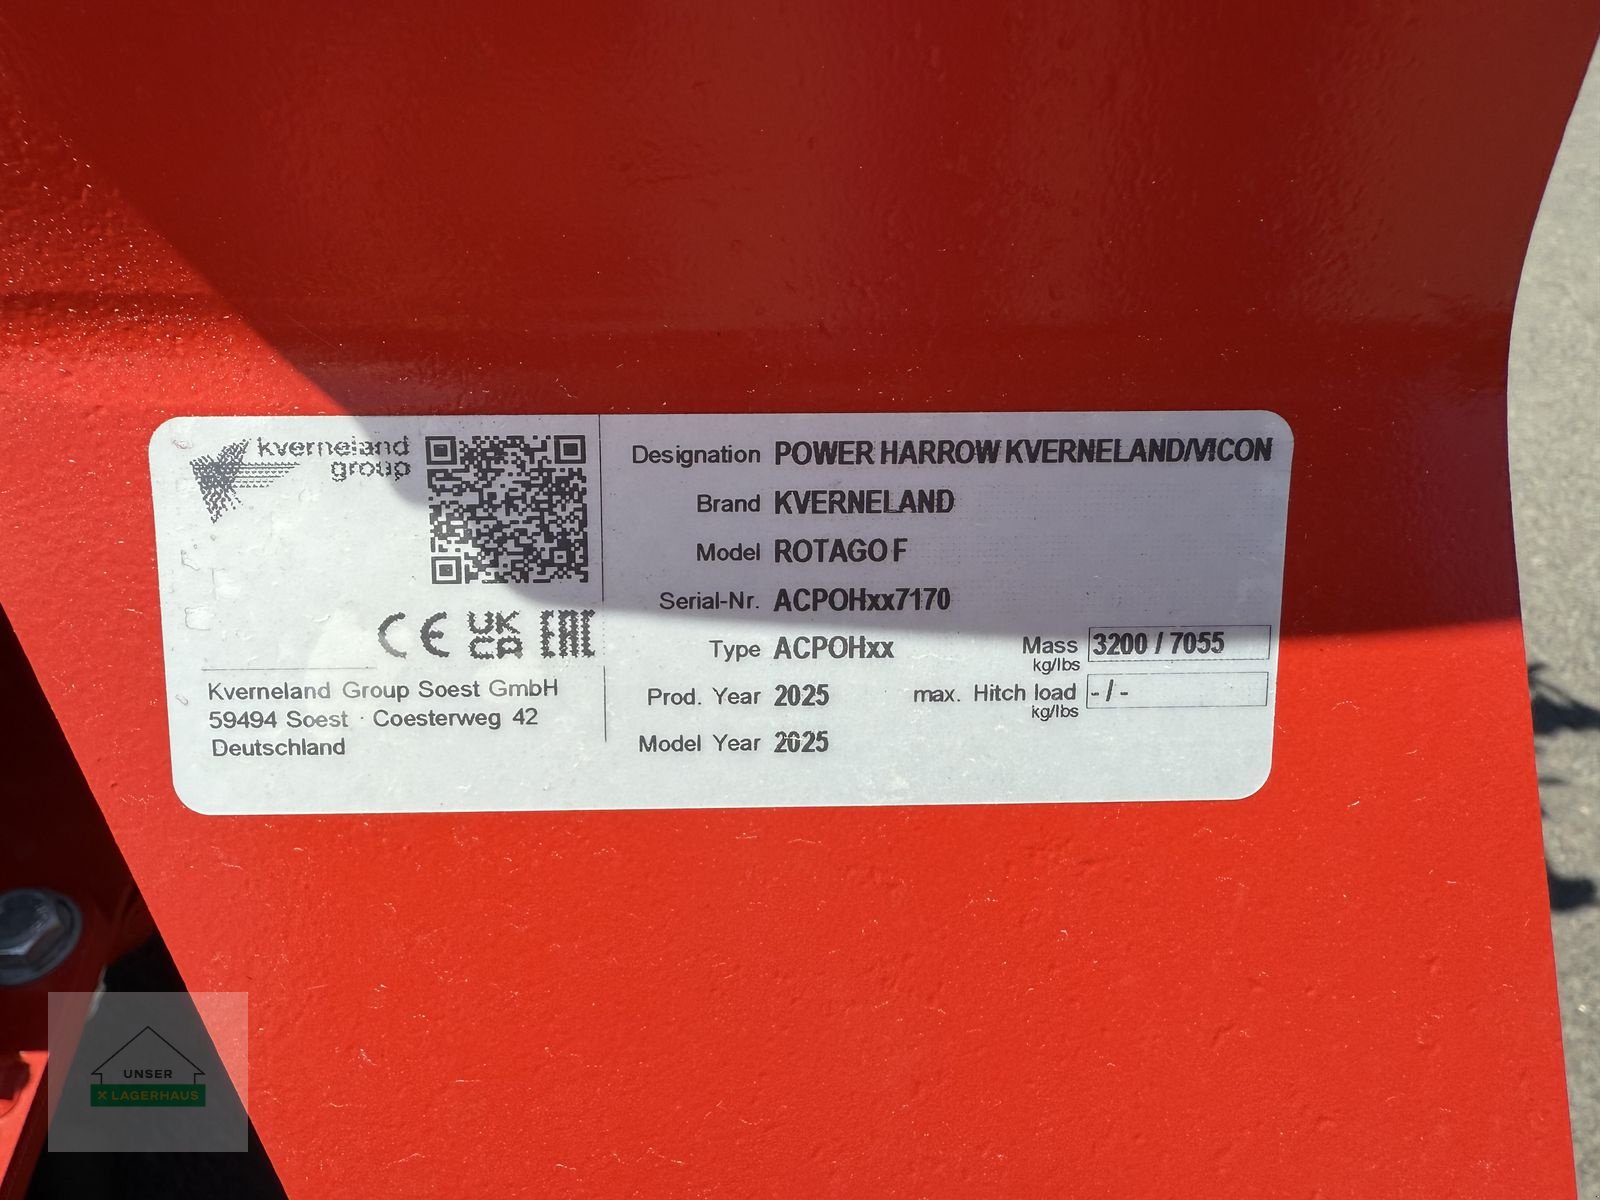 kverneland
group
Designation POWER HARROW KVERNELAND/VICON
Brand KVERNELAND
Model ROTAGO F
Serial-Nr. ACPOHxx7170
Type ACPOHxx
Mass 3200 / 7055
kg/lbs
Prod. Year 2025
max. Hitch load - / -
kg/lbs
Model Year 2025
CE UK CA EAC
Kverneland Group Soest GmbH
59494 Soest · Coesterweg 42
Deutschland
UNSER
X LAGERHAUS